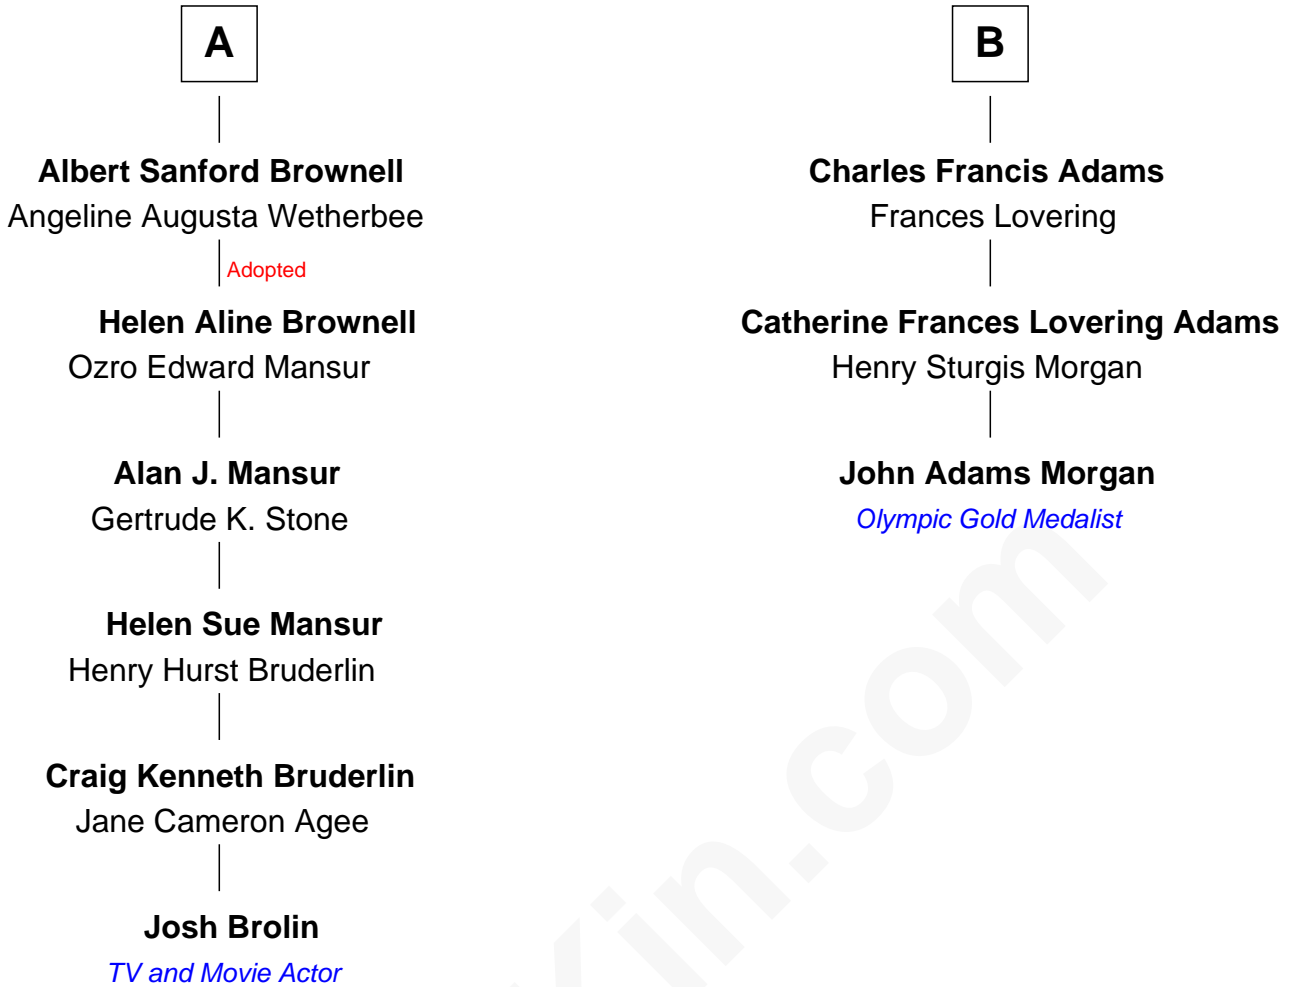 A
Albert Sanford Brownell
Angeline Augusta Wetherbee
Adopted
Helen Aline Brownell
Ozro Edward Mansur
Alan J. Mansur
Gertrude K. Stone
Helen Sue Mansur
Henry Hurst Bruderlin
Craig Kenneth Bruderlin
Jane Cameron Agee
Josh Brolin
TV and Movie Actor
B
Charles Francis Adams
Frances Lovering
Catherine Frances Lovering Adams
Henry Sturgis Morgan
John Adams Morgan
Olympic Gold Medalist
Kin.com